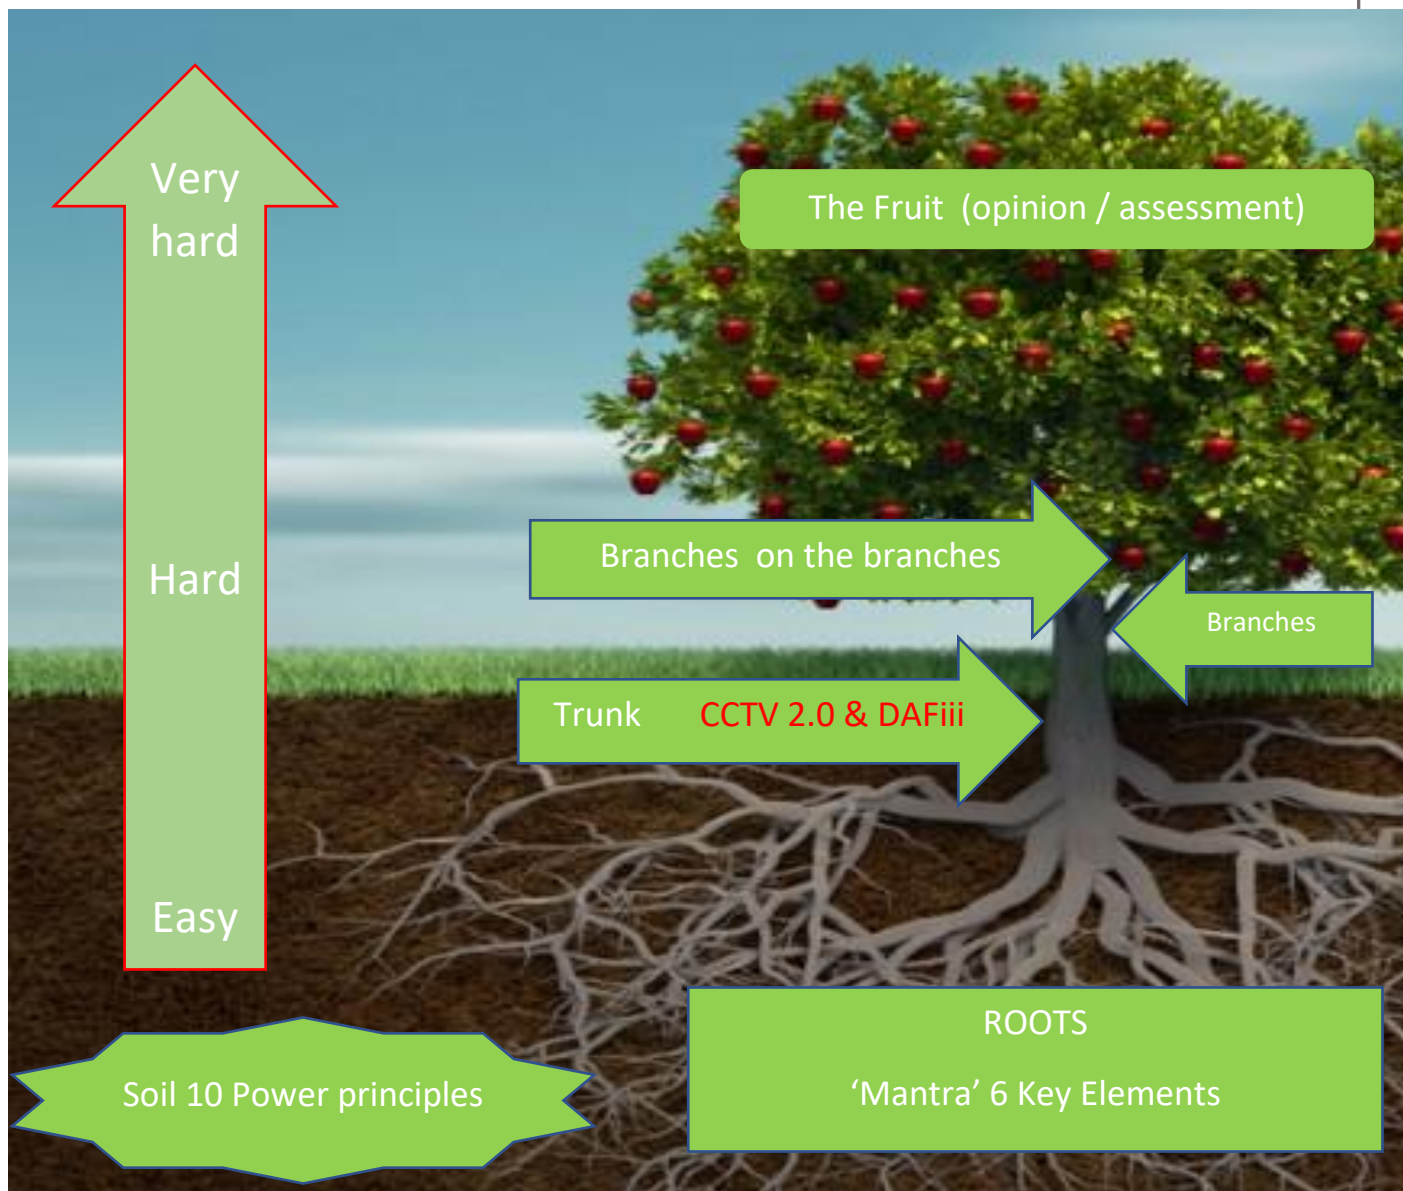 Very
hard
The Fruit (opinion / assessment)
Branches on the branches
Hard
Branches
Trunk CCTV 2.0 & DAFiii
Easy
ROOTS
Soil 10 Power principles
‘Mantra’ 6 Key Elements